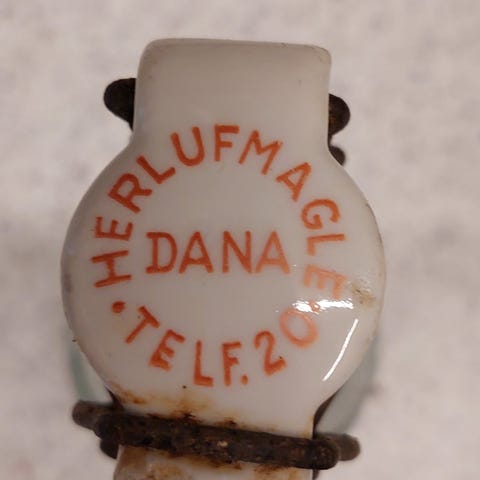 HERLUFMAGLE
DANA
• TELF. 20 •